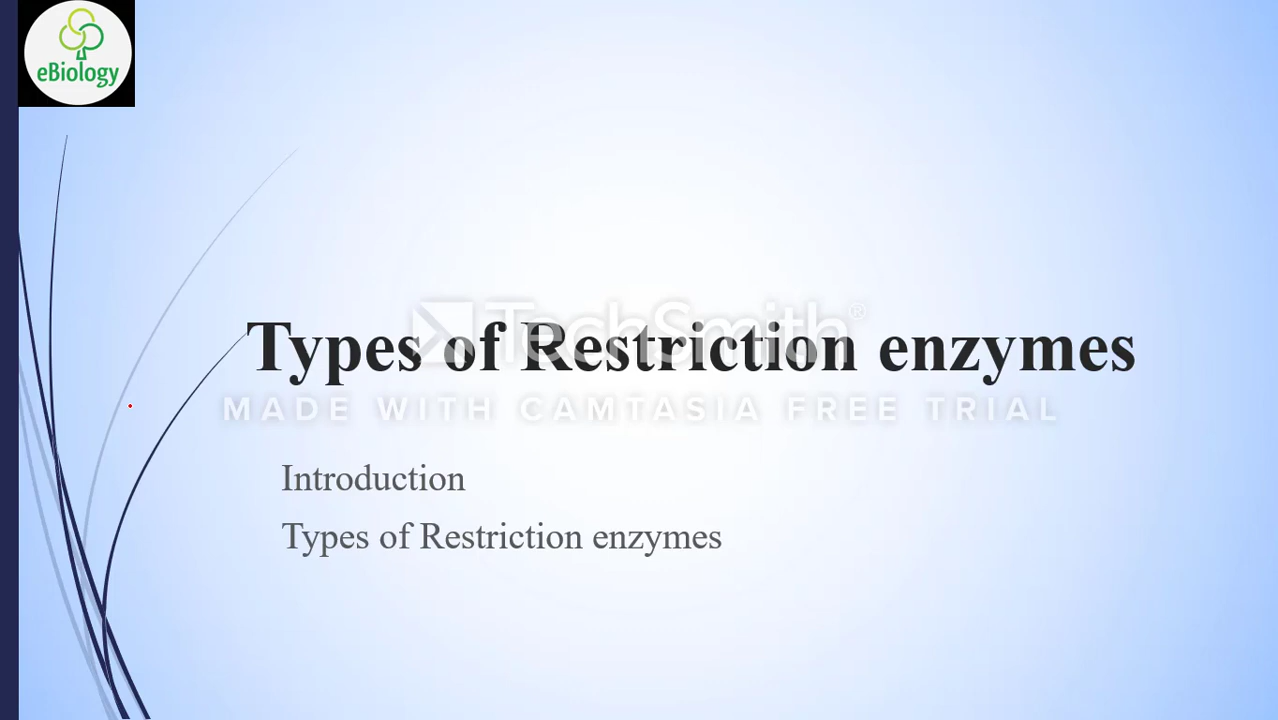 eBiology
TechSmith®
Types of Restriction enzymes
MADE WITH CAMTASIA FREE TRIAL
Introduction
Types of Restriction enzymes